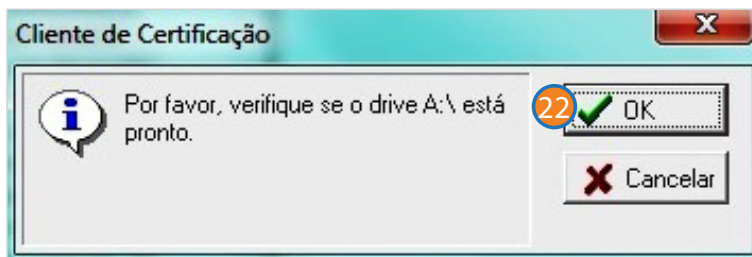 Cliente de Certificação
X
i
Por favor, verifique se o drive A:\ está
pronto.
22
OK
Cancelar